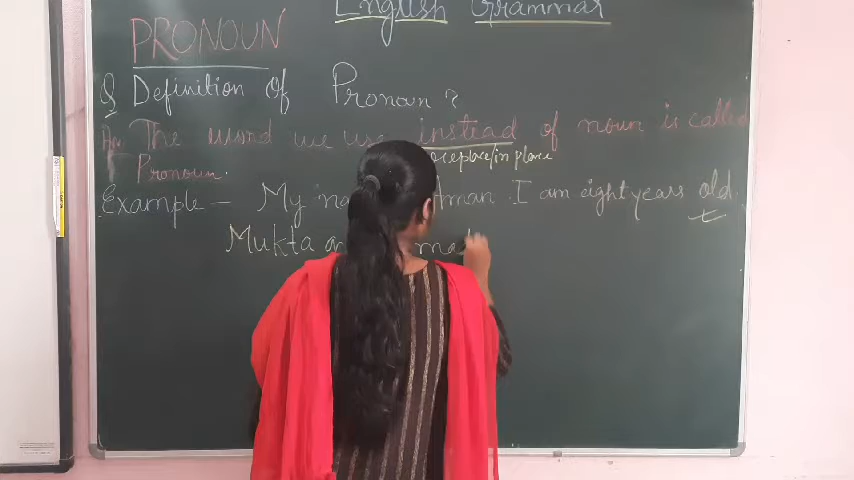 English Grammar
PRONOUN
Q Definition Of Pronoun ?
Ans The word we use instead of noun is called
replace/in place
Pronoun.
Example - My Aman . I am eight years old.
Mukta